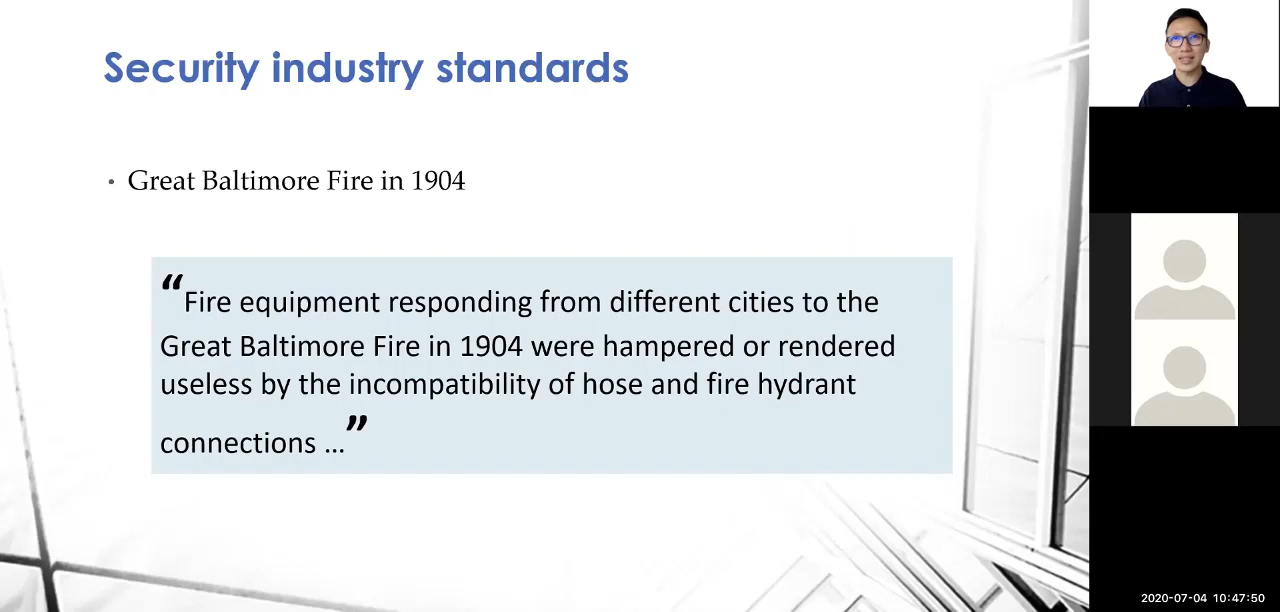 Security industry standards
• Great Baltimore Fire in 1904
“Fire equipment responding from different cities to the
Great Baltimore Fire in 1904 were hampered or rendered
useless by the incompatibility of hose and fire hydrant
connections ...”
2020-07-04 10:47:50